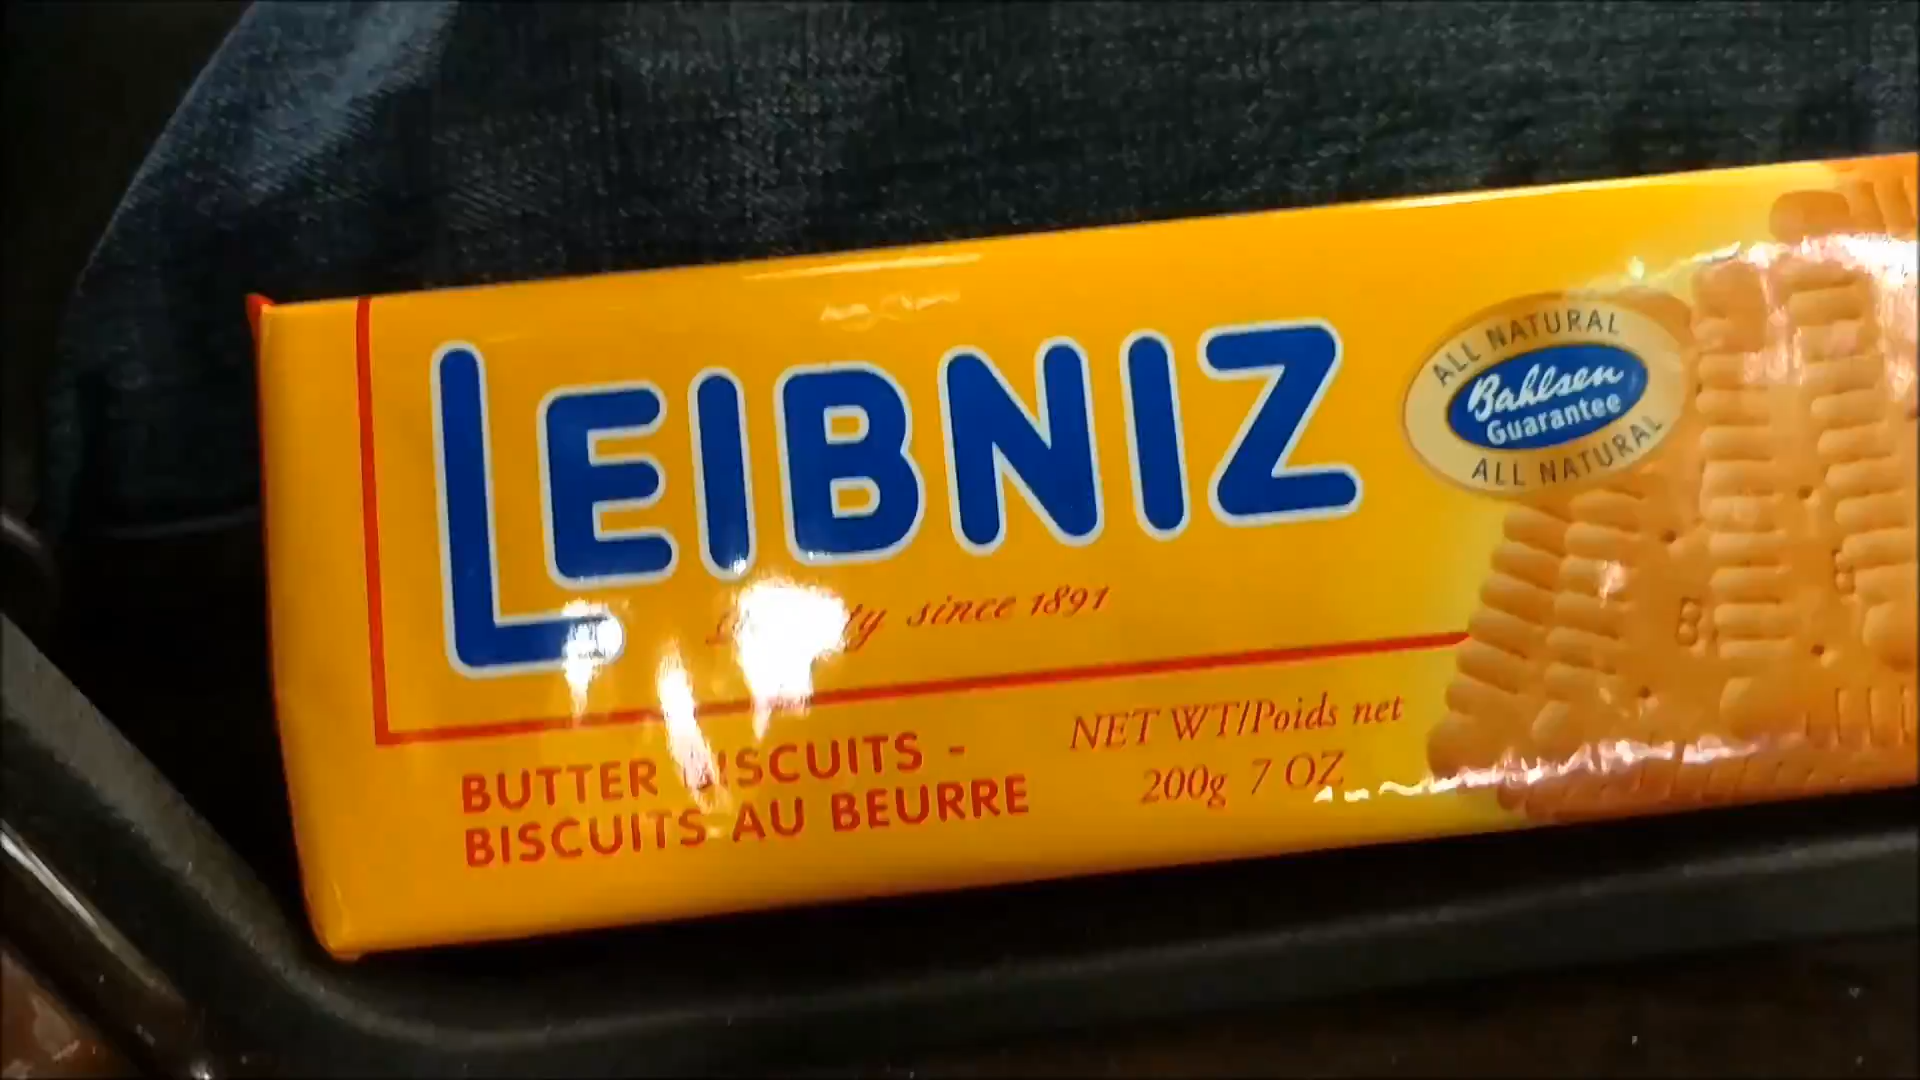 LEIBNIZ
since 1891
ALL NATURAL
Bahlsen
Guarantee
ALL NATURAL
BUTTER BISCUITS -
BISCUITS AU BEURRE
NET WT/Poids net
200g 7 OZ